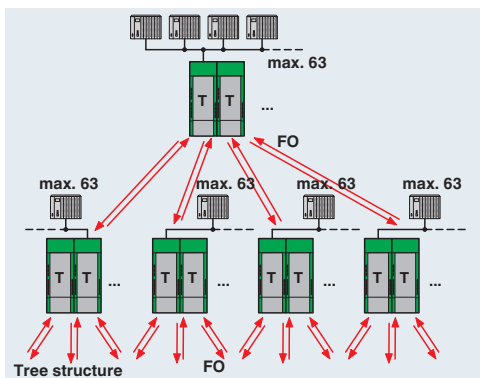 max. 63
T T ...
FO
max. 63 max. 63 max. 63 max. 63
T T ... T T ... T T ... T T ...
Tree structure FO